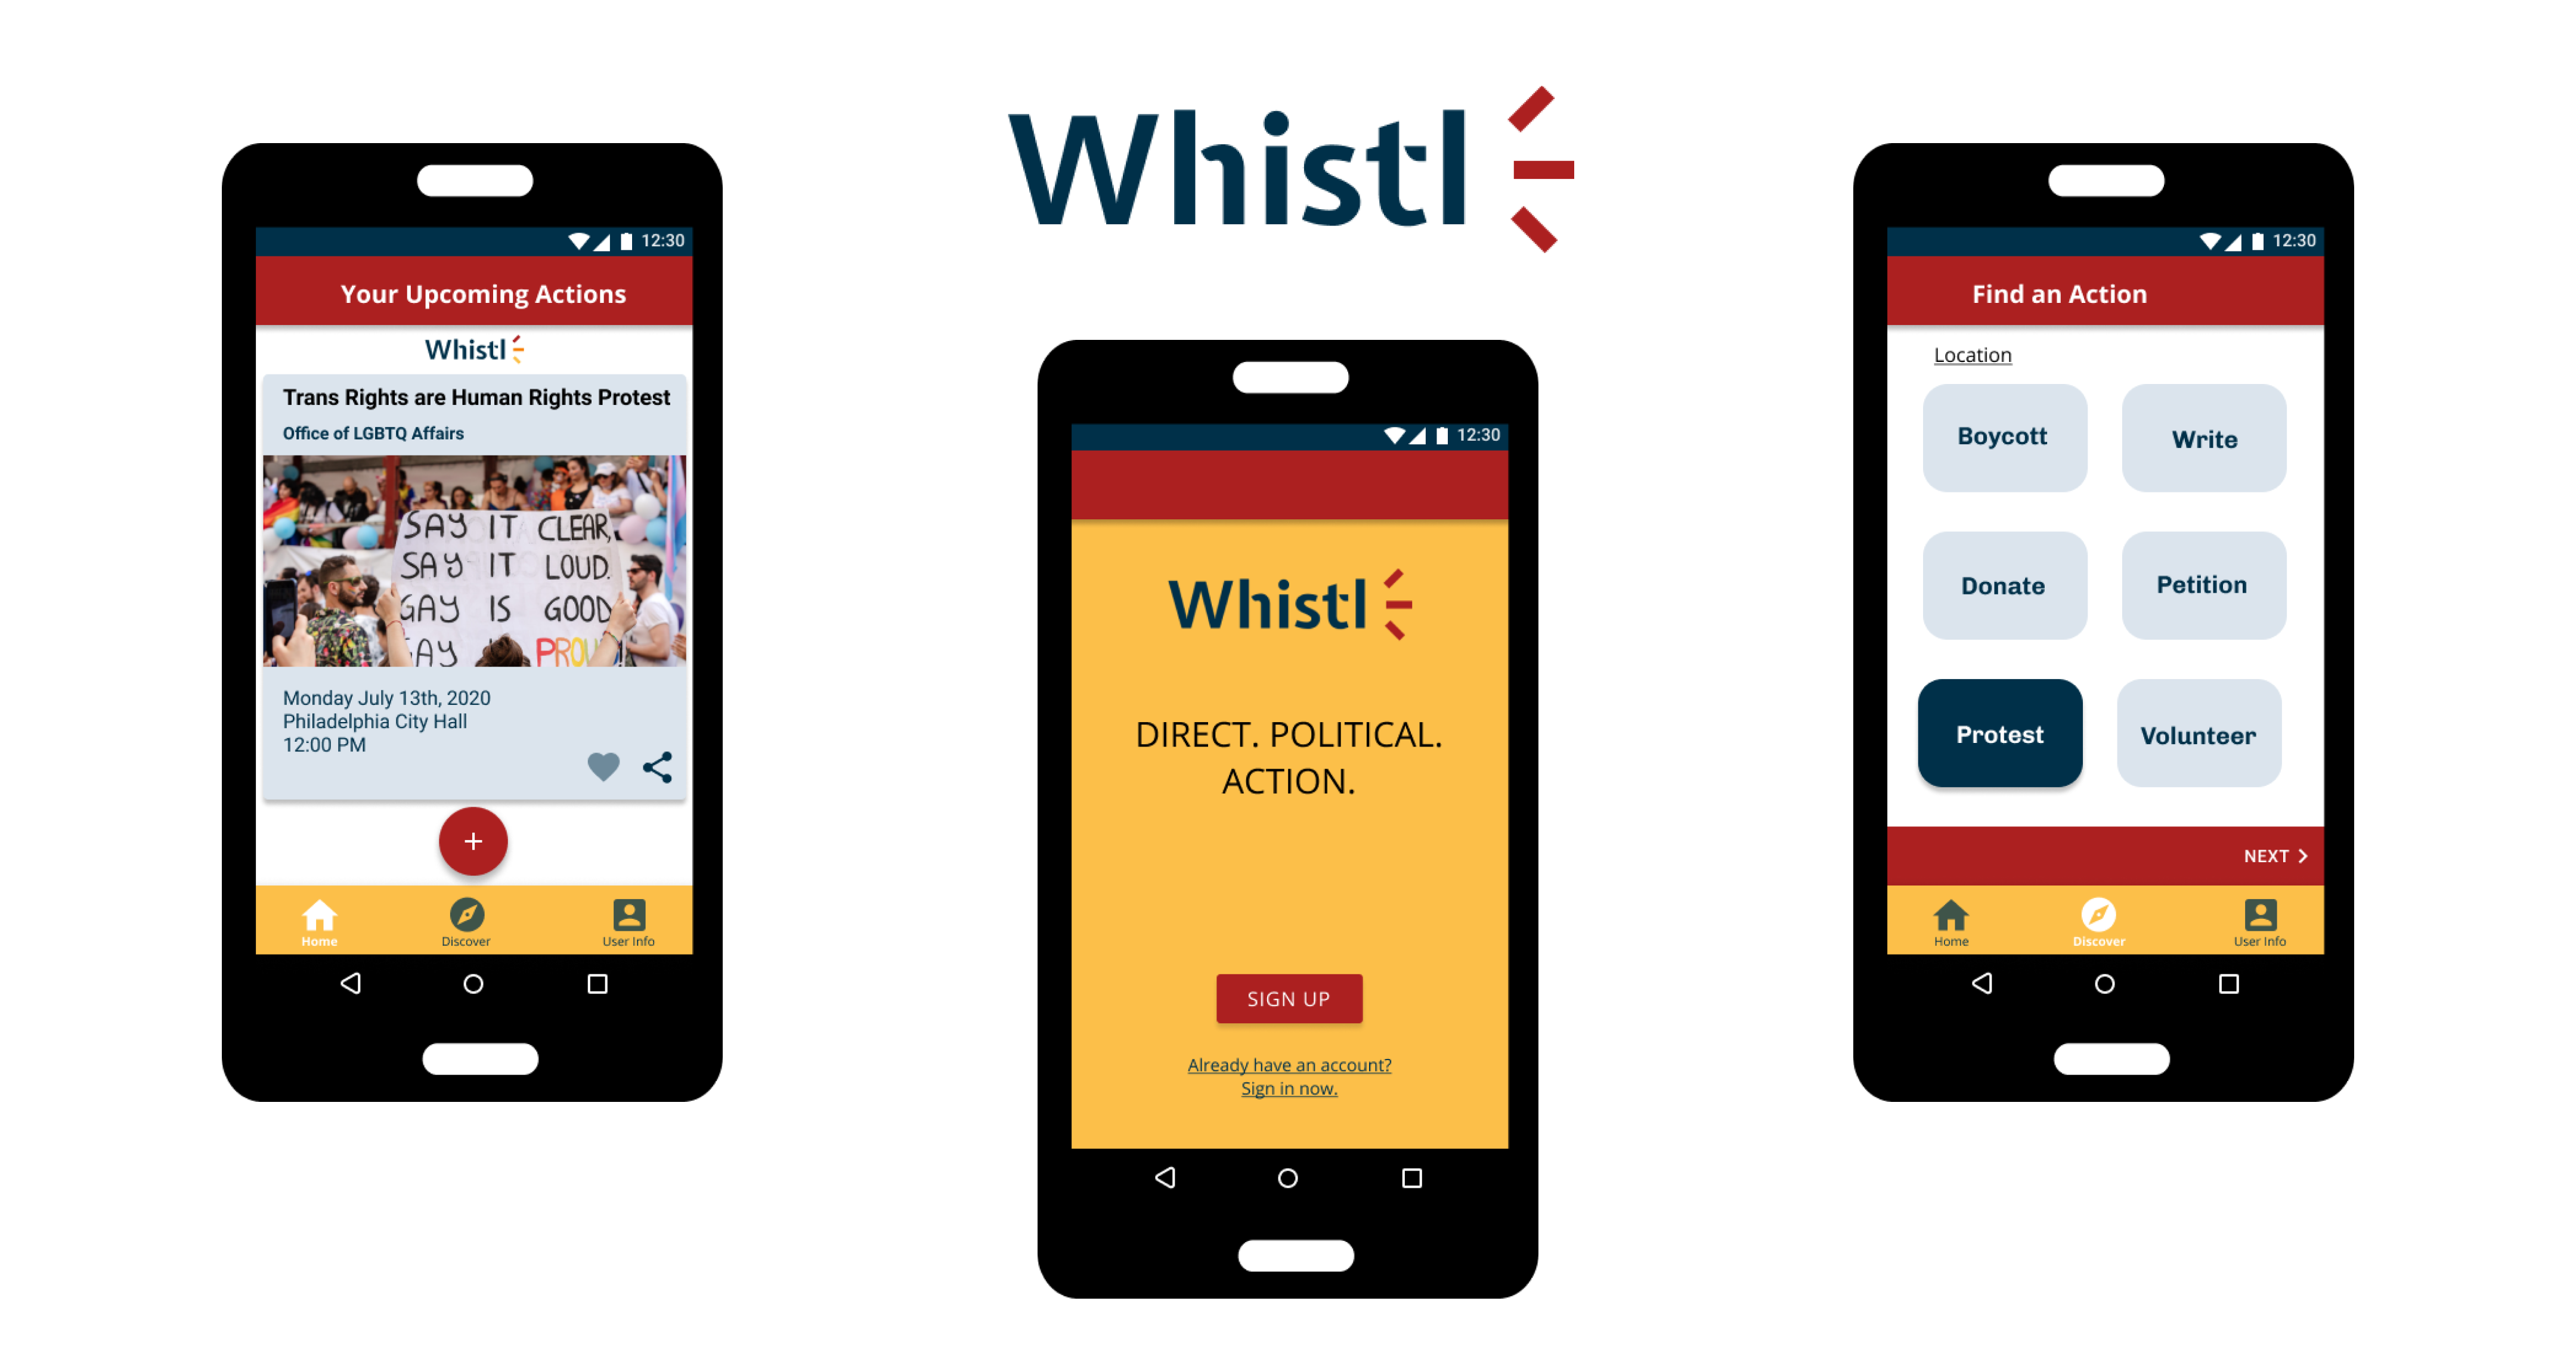 Whistl
12:30
Your Upcoming Actions
Whistl
Trans Rights are Human Rights Protest
Office of LGBTQ Affairs
SAY IT CLEAR,
SAY IT LOUD.
GAY IS GOOD
Monday July 13th, 2020
Philadelphia City Hall
12:00 PM
+
Home
Discover
User Info
12:30
Whistl
DIRECT. POLITICAL.
ACTION.
SIGN UP
Already have an account?
Sign in now.
12:30
Find an Action
Location
Boycott
Write
Donate
Petition
Protest
Volunteer
NEXT
Home
Discover
User Info